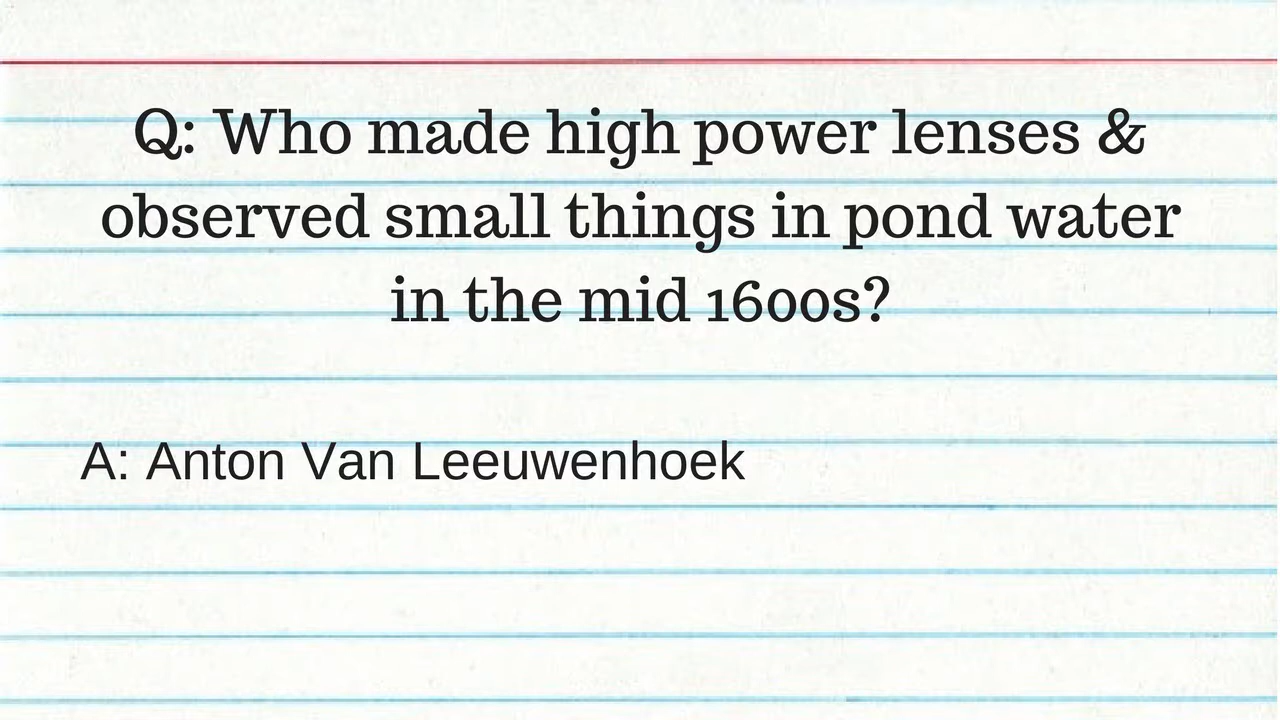 Q: Who made high power lenses &
observed small things in pond water
in the mid 1600s?
A: Anton Van Leeuwenhoek